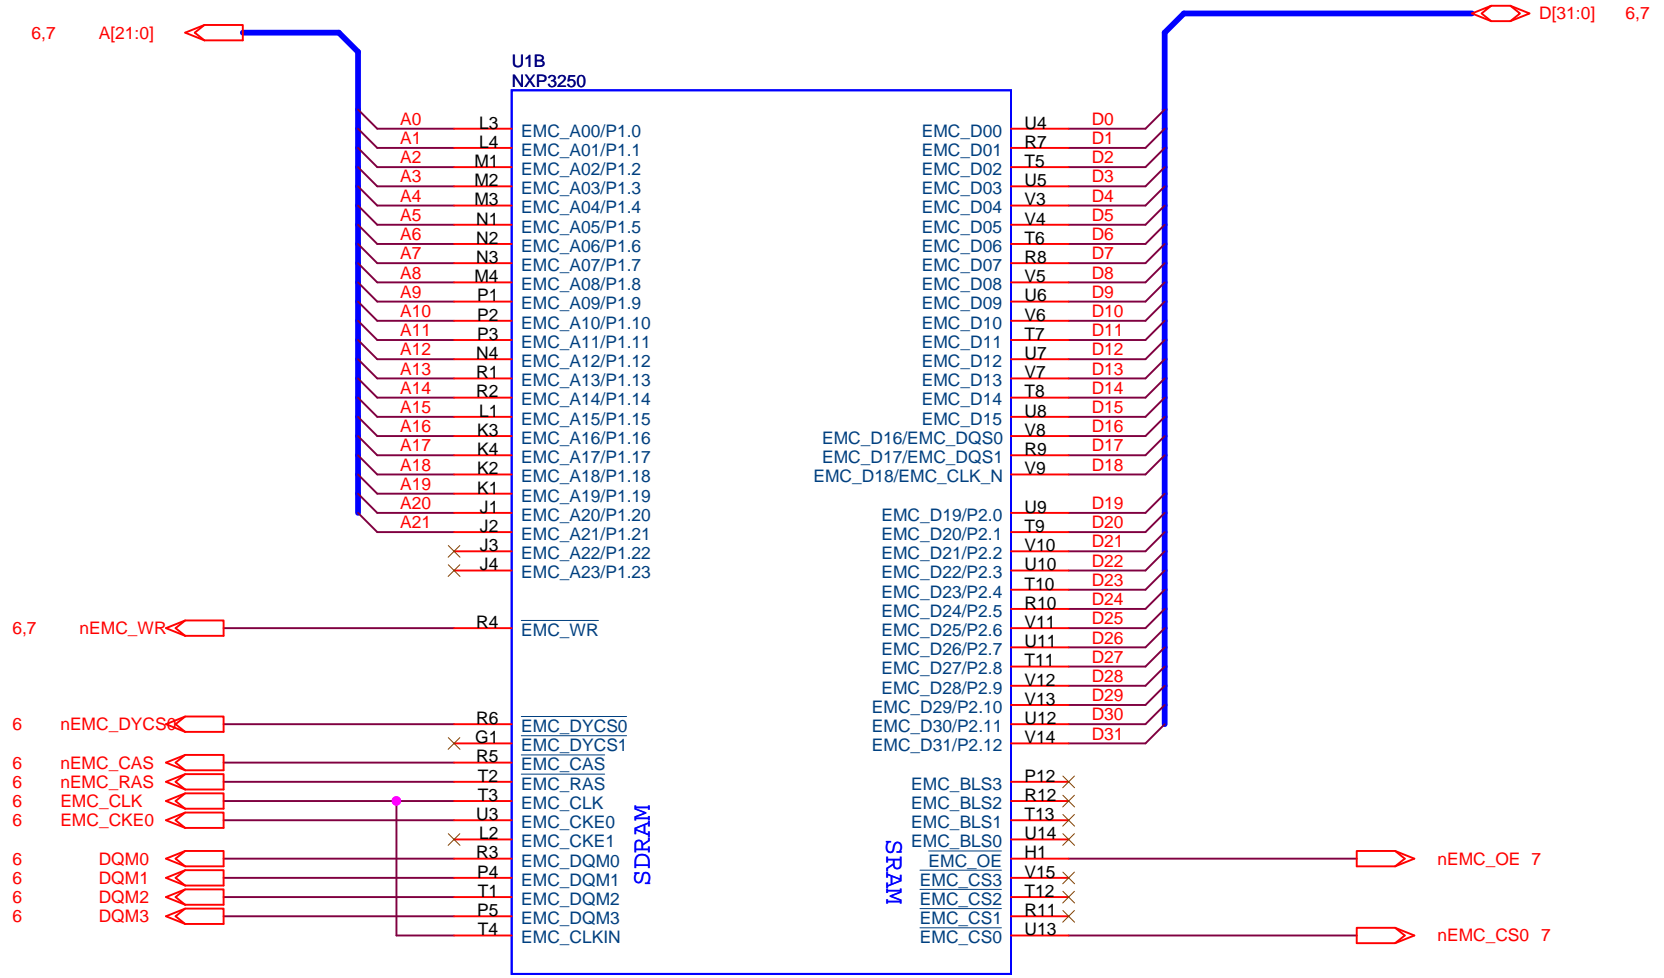 6,7 A[21:0]
D[31:0] 6,7
U1B
NXP3250
A0 L3 EMC_A00/P1.0 EMC_D00 U4 D0
A1 L4 EMC_A01/P1.1 EMC_D01 R7 D1
A2 M1 EMC_A02/P1.2 EMC_D02 T5 D2
A3 M2 EMC_A03/P1.3 EMC_D03 U5 D3
A4 M3 EMC_A04/P1.4 EMC_D04 V3 D4
A5 N1 EMC_A05/P1.5 EMC_D05 V4 D5
A6 N2 EMC_A06/P1.6 EMC_D06 T6 D6
A7 N3 EMC_A07/P1.7 EMC_D07 R8 D7
A8 M4 EMC_A08/P1.8 EMC_D08 V5 D8
A9 P1 EMC_A09/P1.9 EMC_D09 U6 D9
A10 P2 EMC_A10/P1.10 EMC_D10 V6 D10
A11 P3 EMC_A11/P1.11 EMC_D11 T7 D11
A12 N4 EMC_A12/P1.12 EMC_D12 U7 D12
A13 R1 EMC_A13/P1.13 EMC_D13 V7 D13
A14 R2 EMC_A14/P1.14 EMC_D14 T8 D14
A15 L1 EMC_A15/P1.15 EMC_D15 U8 D15
A16 K3 EMC_A16/P1.16 EMC_D16/EMC_DQS0 V8 D16
A17 K4 EMC_A17/P1.17 EMC_D17/EMC_DQS1 R9 D17
A18 K2 EMC_A18/P1.18 EMC_D18/EMC_CLK_N V9 D18
A19 K1 EMC_A19/P1.19
A20 J1 EMC_A20/P1.20 EMC_D19/P2.0 U9 D19
A21 J2 EMC_A21/P1.21 EMC_D20/P2.1 T9 D20
J3 EMC_A22/P1.22 EMC_D21/P2.2 V10 D21
J4 EMC_A23/P1.23 EMC_D22/P2.3 U10 D22
EMC_D23/P2.4 T10 D23
EMC_D24/P2.5 R10 D24
6,7 nEMC_WR R4 EMC_WR EMC_D25/P2.6 V11 D25
EMC_D26/P2.7 U11 D26
EMC_D27/P2.8 T11 D27
EMC_D28/P2.9 V12 D28
EMC_D29/P2.10 V13 D29
6 nEMC_DYCS0 R6 EMC_DYCS0 EMC_D30/P2.11 U12 D30
G1 EMC_DYCS1 EMC_D31/P2.12 V14 D31
6 nEMC_CAS R5 EMC_CAS
6 nEMC_RAS T2 EMC_RAS EMC_BLS3 P12
6 EMC_CLK T3 EMC_CLK EMC_BLS2 R12
6 EMC_CKE0 U3 EMC_CKE0 EMC_BLS1 T13
L2 EMC_CKE1 EMC_BLS0 U14
6 DQM0 R3 EMC_DQM0 EMC_OE H1 nEMC_OE 7
6 DQM1 P4 EMC_DQM1 EMC_CS3 V15
6 DQM2 T1 EMC_DQM2 EMC_CS2 T12
6 DQM3 P5 EMC_DQM3 EMC_CS1 R11
T4 EMC_CLKIN EMC_CS0 U13 nEMC_CS0 7
SDRAM
SRAM